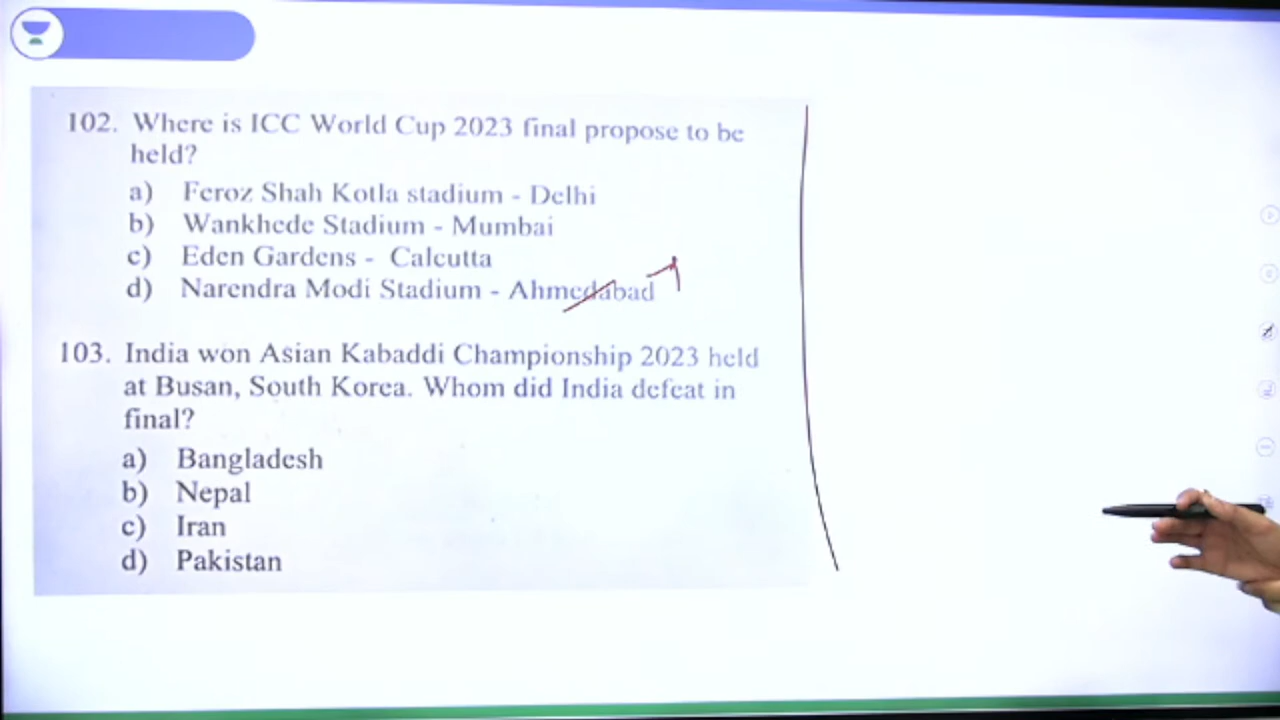 102. Where is ICC World Cup 2023 final propose to be
held?
a) Feroz Shah Kotla stadium - Delhi
b) Wankhede Stadium - Mumbai
c) Eden Gardens - Calcutta
d) Narendra Modi Stadium - Ahmedabad
103. India won Asian Kabaddi Championship 2023 held
at Busan, South Korea. Whom did India defeat in
final?
a) Bangladesh
b) Nepal
c) Iran
d) Pakistan